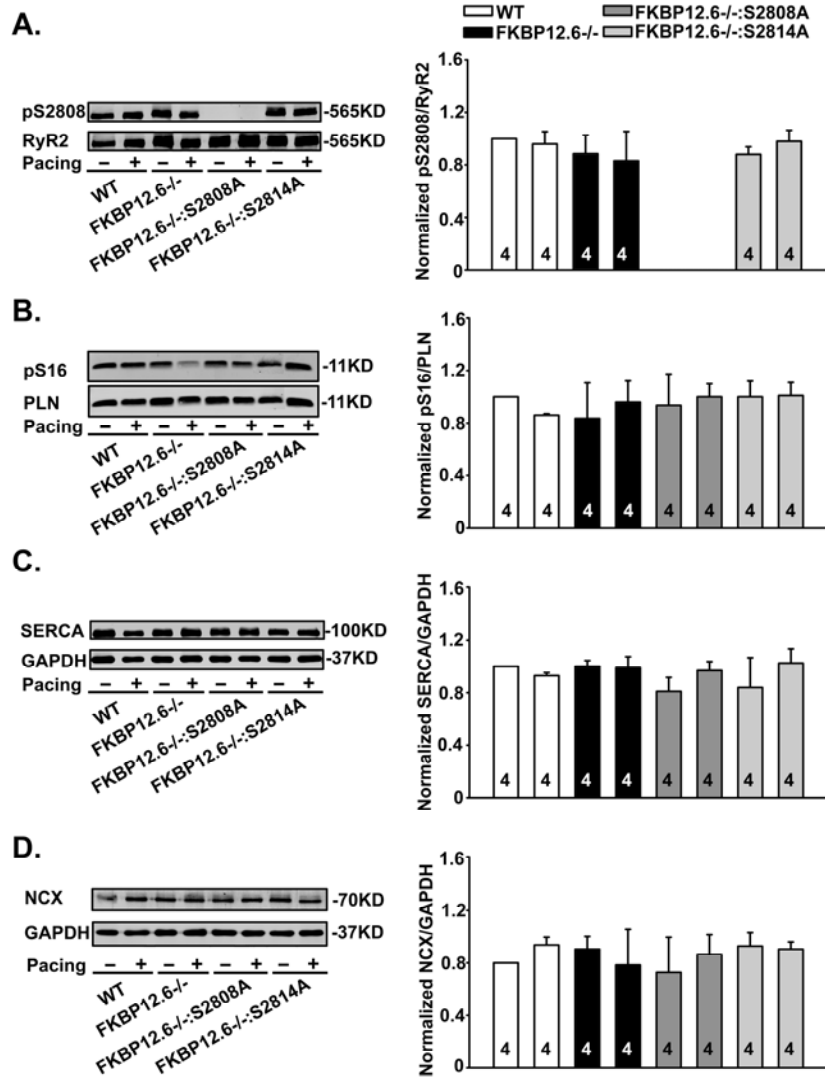 WT FKBP12.6-/-:S2808A
FKBP12.6-/- FKBP12.6-/-:S2814A
A.
pS2808 -565KD
RyR2 -565KD
Pacing - + - + - + - +
WT
FKBP12.6-/-
FKBP12.6-/-:S2808A
FKBP12.6-/-:S2814A
Normalized pS2808/RyR2
1.6
1.2
0.8
0.4
0
4 4 4 4 4 4
B.
pS16 -11KD
PLN -11KD
Pacing - + - + - + - +
WT
FKBP12.6-/-
FKBP12.6-/-:S2808A
FKBP12.6-/-:S2814A
Normalized pS16/PLN
1.6
1.2
0.8
0.4
0
4 4 4 4 4 4 4 4
C.
SERCA -100KD
GAPDH -37KD
Pacing - + - + - + - +
WT
FKBP12.6-/-
FKBP12.6-/-:S2808A
FKBP12.6-/-:S2814A
Normalized SERCA/GAPDH
1.6
1.2
0.8
0.4
0
4 4 4 4 4 4 4 4
D.
NCX -70KD
GAPDH -37KD
Pacing - + - + - + - +
WT
FKBP12.6-/-
FKBP12.6-/-:S2808A
FKBP12.6-/-:S2814A
Normalized NCX/GAPDH
1.6
1.2
0.8
0.4
0
4 4 4 4 4 4 4 4